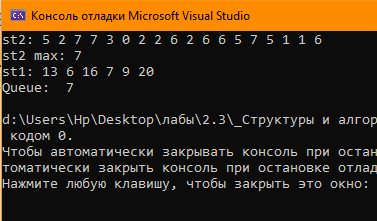 Консоль отладки Microsoft Visual Studio
st2: 5 2 7 7 3 0 2 2 6 2 6 6 5 7 5 1 1 6
st2 max: 7
st1: 13 6 16 7 9 20
Queue:  7
d:\Users\Hp\Desktop\лабы\2.3\_Структуры и алгор
кодом 0.
Чтобы автоматически закрывать консоль при остан
томатически закрыть консоль при остановке отлад
Нажмите любую клавишу, чтобы закрыть это окно: